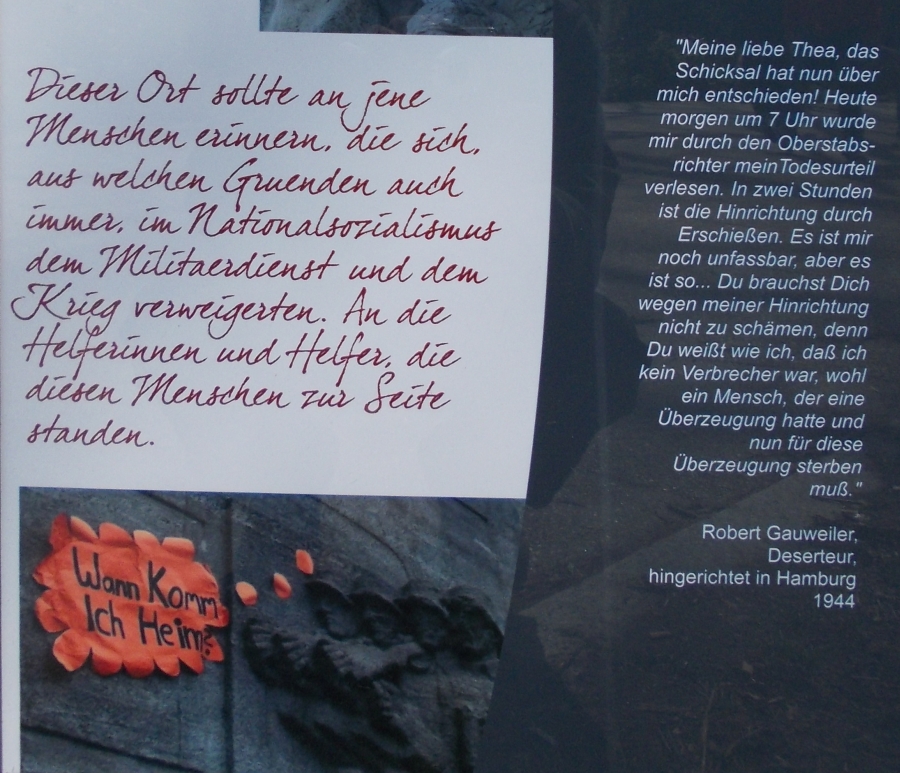 Dieser Ort sollte an jene
Menschen erinnern, die sich,
aus welchen Gruenden auch
immer, im Nationalsozialismus
dem Militaerdienst und dem
Krieg verweigerten. An die
Helferinnen und Helfer, die
diesen Menschen zur Seite
standen.
Wann Komm
Ich Heim?
"Meine liebe Thea, das
Schicksal hat nun über
mich entschieden! Heute
morgen um 7 Uhr wurde
mir durch den Oberstabs-
richter mein Todesurteil
verlesen. In zwei Stunden
ist die Hinrichtung durch
Erschießen. Es ist mir
noch unfassbar, aber es
ist so... Du brauchst Dich
wegen meiner Hinrichtung
nicht zu schämen, denn
Du weißt wie ich, daß ich
kein Verbrecher war, wohl
ein Mensch, der eine
Überzeugung hatte und
nun für diese
Überzeugung sterben
muß."
Robert Gauweiler,
Deserteur,
hingerichtet in Hamburg
1944